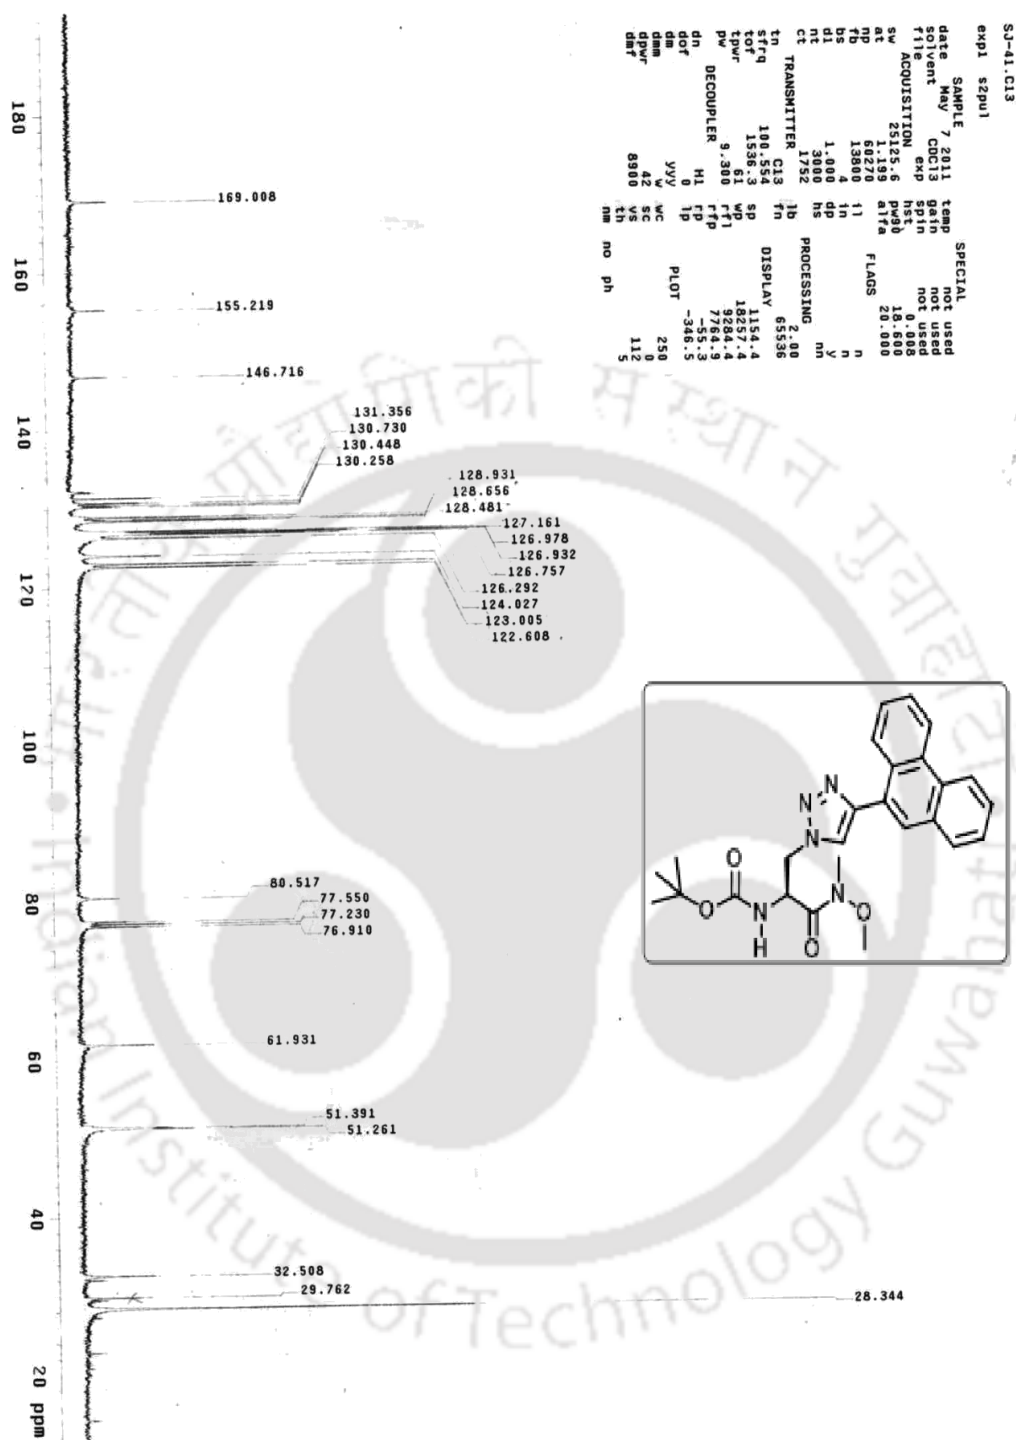 SJ-41.C13
exp1 s2pul
SAMPLE
date May 7 2011
solvent CDCl3
file exp
ACQUISITION
sw 25125.6
at 1.199
np 60270
fb 13800
bs 4
d1 1.000
nt 3000
ct 1752
TRANSMITTER
tn C13
sfrq 100.554
tof 1536.3
tpwr 61
pw 9.300
DECOUPLER
dn H1
dof 0
dm yyy
dmm w
dpwr 42
dmf 8900
SPECIAL
temp not used
gain not used
spin not used
hst 0.008
pw90 18.600
alfa 20.000
FLAGS
il n
in n
dp y
hs nn
PROCESSING
lb 2.00
fn 65536
DISPLAY
sp 1154.4
wp 18257.4
rfl 9284.4
rfp 7764.9
rp -55.3
lp -346.5
PLOT
wc 250
sc 0
vs 112
th 5
nm no ph
169.008
155.219
146.716
131.356
130.730
130.448
130.258
128.931
128.656
128.481
127.161
126.978
126.932
126.757
126.292
124.027
123.005
122.608
80.517
77.550
77.230
76.910
61.931
51.391
51.261
32.508
29.762
28.344
180
160
140
120
100
80
60
40
20 ppm
N
N
N
O
O
N
H
O
N
O
Indian Institute of Technology Guwahati